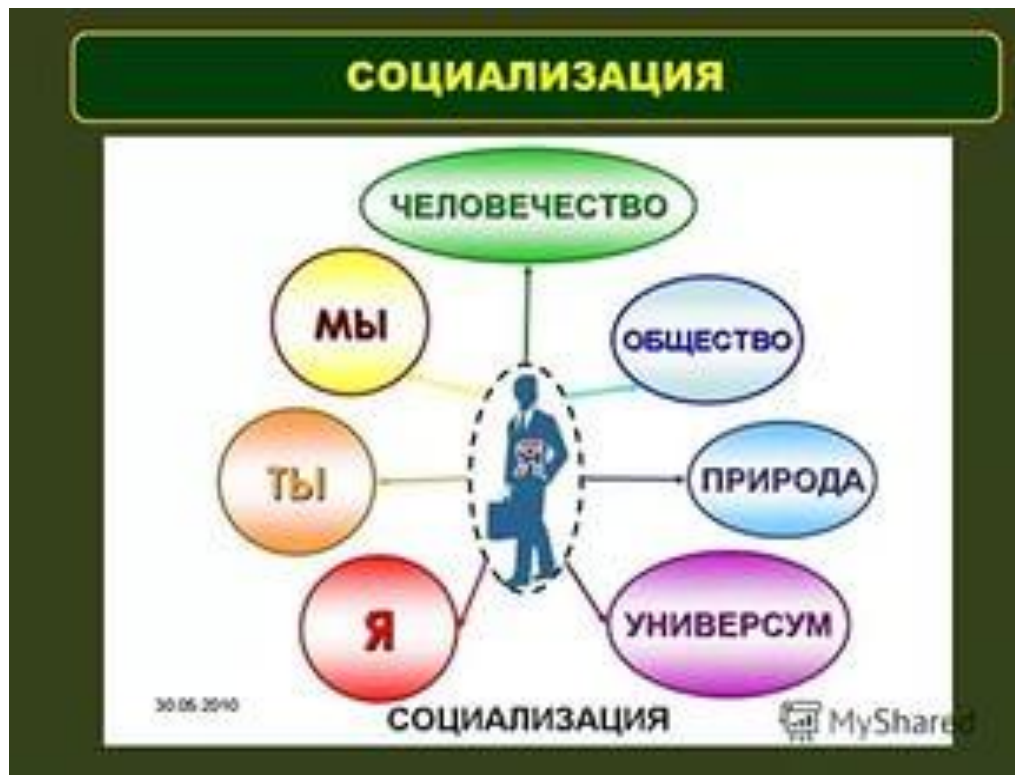 СОЦИАЛИЗАЦИЯ
ЧЕЛОВЕЧЕСТВО
МЫ
ОБЩЕСТВО
ТЫ
Я
ПРИРОДА
Я
УНИВЕРСУМ
30.05.2010
СОЦИАЛИЗАЦИЯ
MyShared